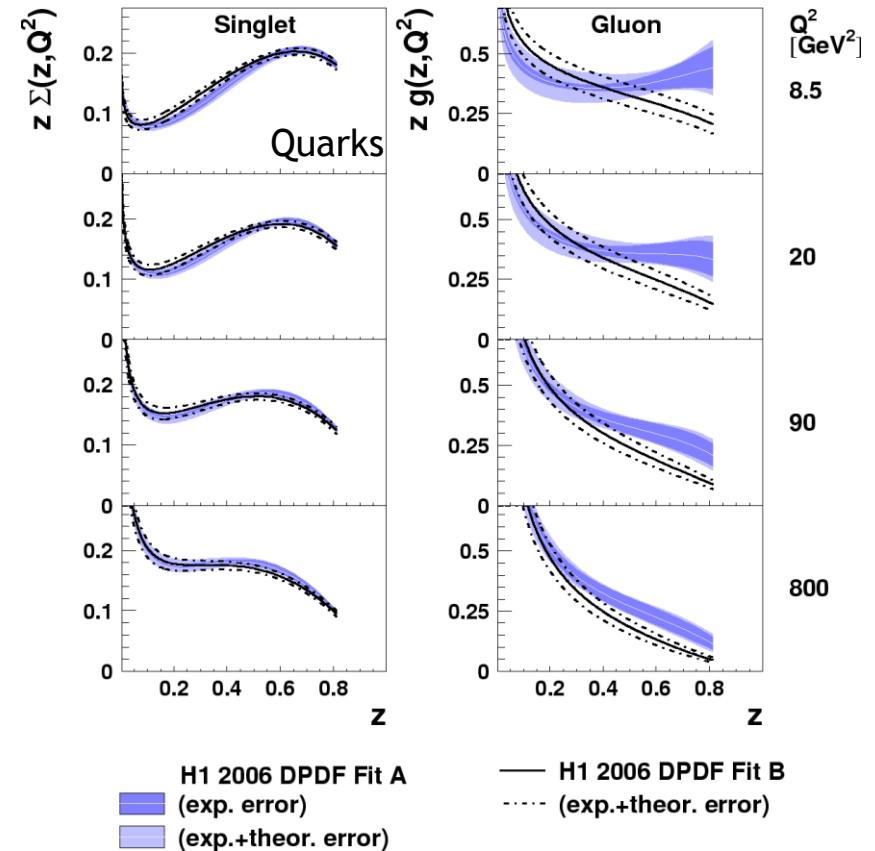 Singlet
Gluon
Q²
[GeV²]
z Σ(z,Q²)
z g(z,Q²)
0.2
0.1
0
Quarks
0.5
0.25
8.5
0.2
0.1
0
0.5
0.25
20
0.2
0.1
0
0.5
0.25
90
0.2
0.1
0
0.5
0.25
800
0.2 0.4 0.6 0.8
z
0.2 0.4 0.6 0.8
z
H1 2006 DPDF Fit A
(exp. error)
(exp.+theor. error)
H1 2006 DPDF Fit B
(exp.+theor. error)